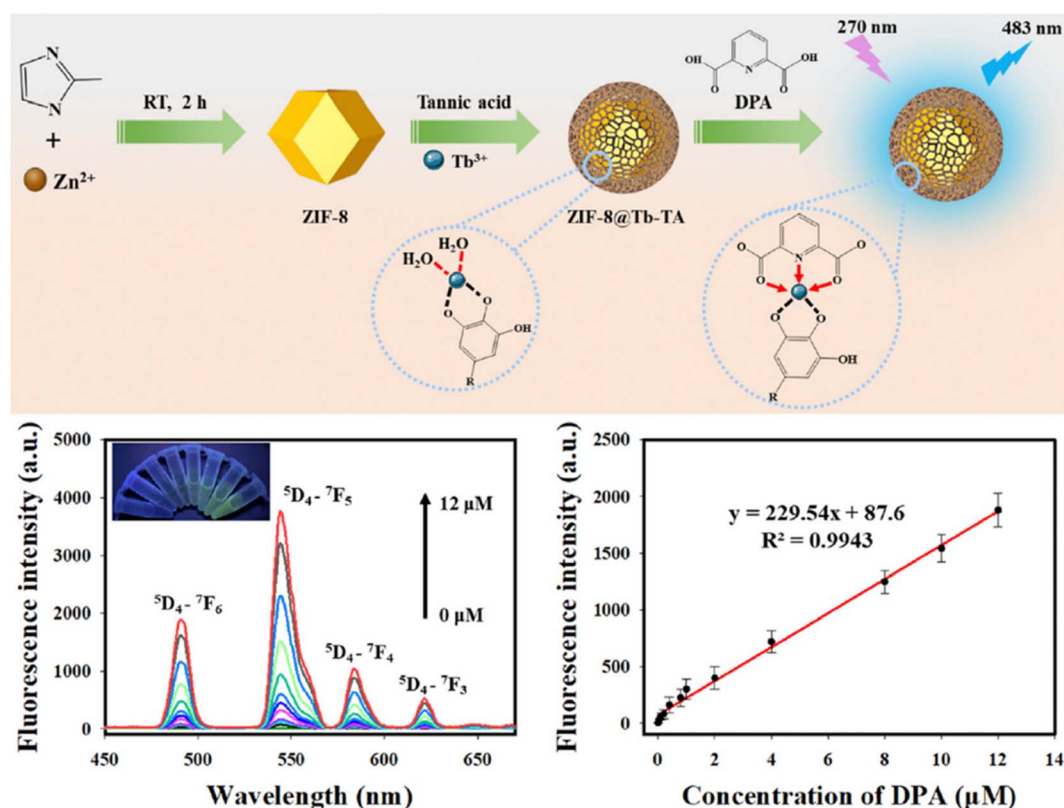 N
N
+
Zn²⁺
RT, 2 h
ZIF-8
Tannic acid
Tb³⁺
ZIF-8@Tb-TA
OH
N
OH
O
O
DPA
270 nm
483 nm
H₂O
H₂O
O
O
OH
R
O
O
N
O
O
O
O
OH
R
Fluorescence intensity (a.u.)
5000
4000
3000
2000
1000
0
⁵D₄- ⁷F₆
⁵D₄- ⁷F₅
⁵D₄- ⁷F₄
⁵D₄- ⁷F₃
12 μM
0 μM
450
500
550
600
650
Wavelength (nm)
Fluorescence intensity (a.u.)
2500
2000
1500
1000
500
0
y = 229.54x + 87.6
R² = 0.9943
0
2
4
6
8
10
12
14
Concentration of DPA (μM)